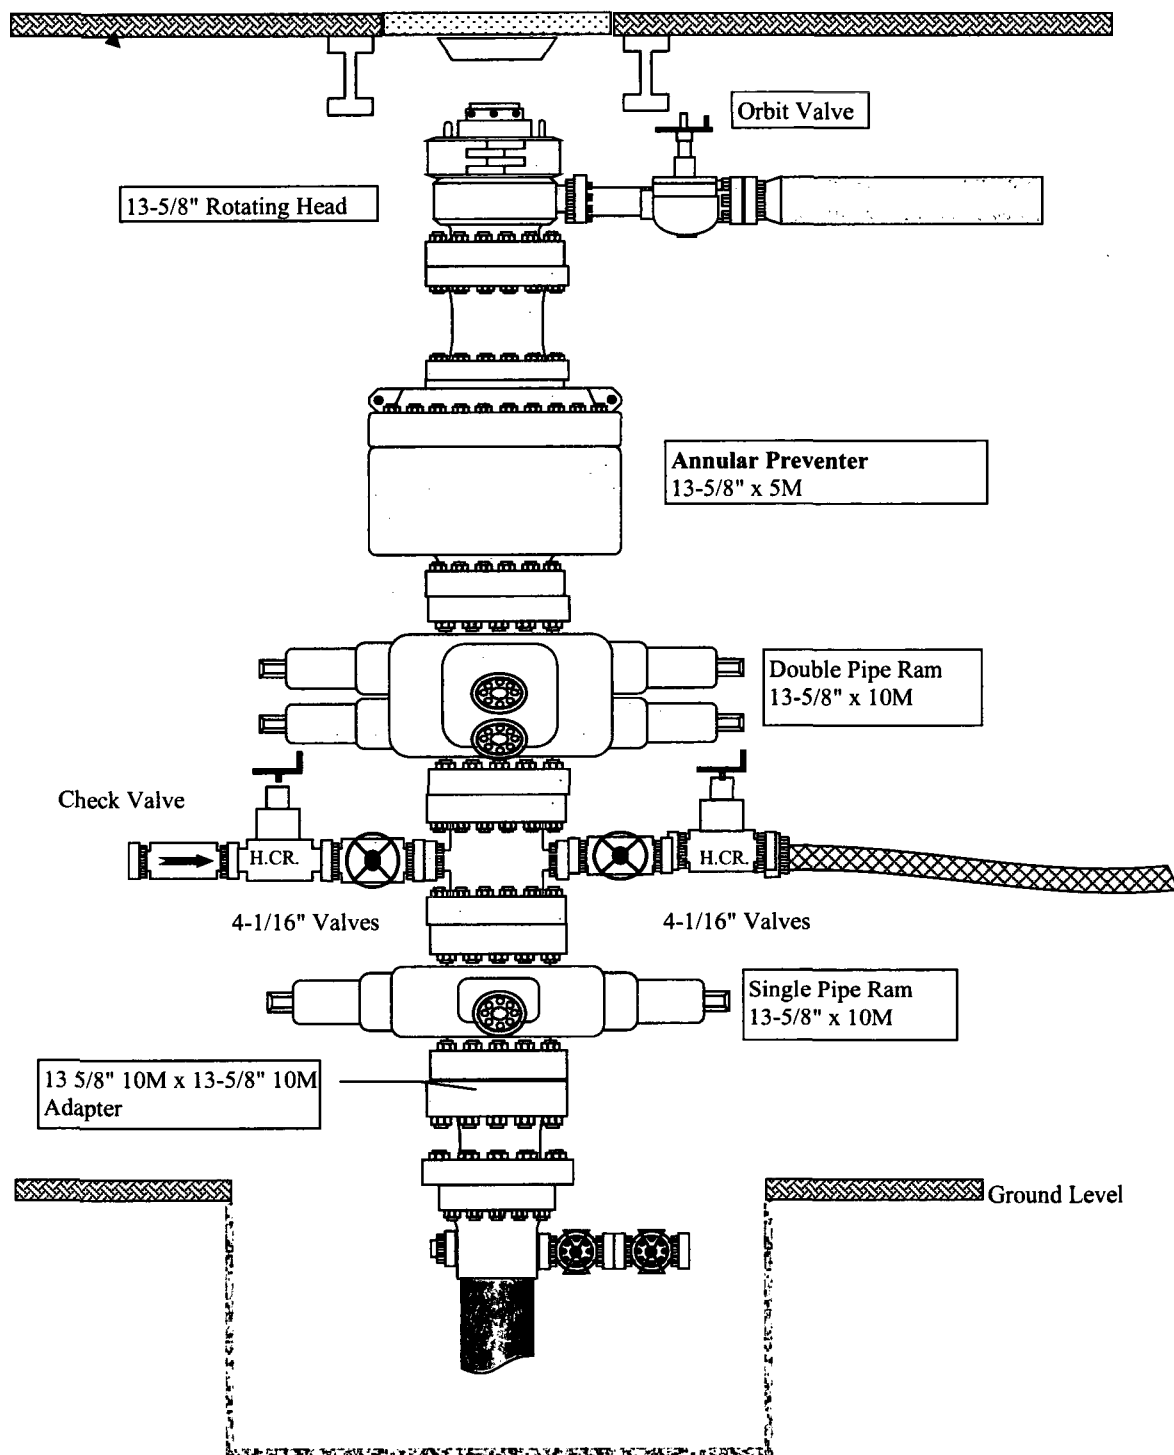 Orbit Valve
13-5/8" Rotating Head
Annular Preventer
13-5/8" x 5M
Double Pipe Ram
13-5/8" x 10M
Check Valve
H.CR.
H.CR.
4-1/16" Valves
4-1/16" Valves
Single Pipe Ram
13-5/8" x 10M
13 5/8" 10M x 13-5/8" 10M
Adapter
Ground Level